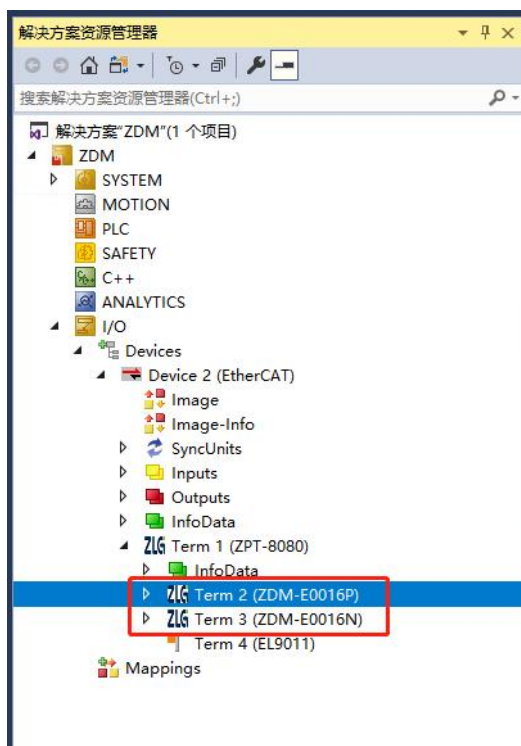 解决方案资源管理器
搜索解决方案资源管理器(Ctrl+;)
解决方案"ZDM"(1 个项目)
ZDM
SYSTEM
MOTION
PLC
SAFETY
C++
ANALYTICS
I/O
Devices
Device 2 (EtherCAT)
Image
Image-Info
SyncUnits
Inputs
Outputs
InfoData
ZLG Term 1 (ZPT-8080)
InfoData
ZLG Term 2 (ZDM-E0016P)
ZLG Term 3 (ZDM-E0016N)
Term 4 (EL9011)
Mappings